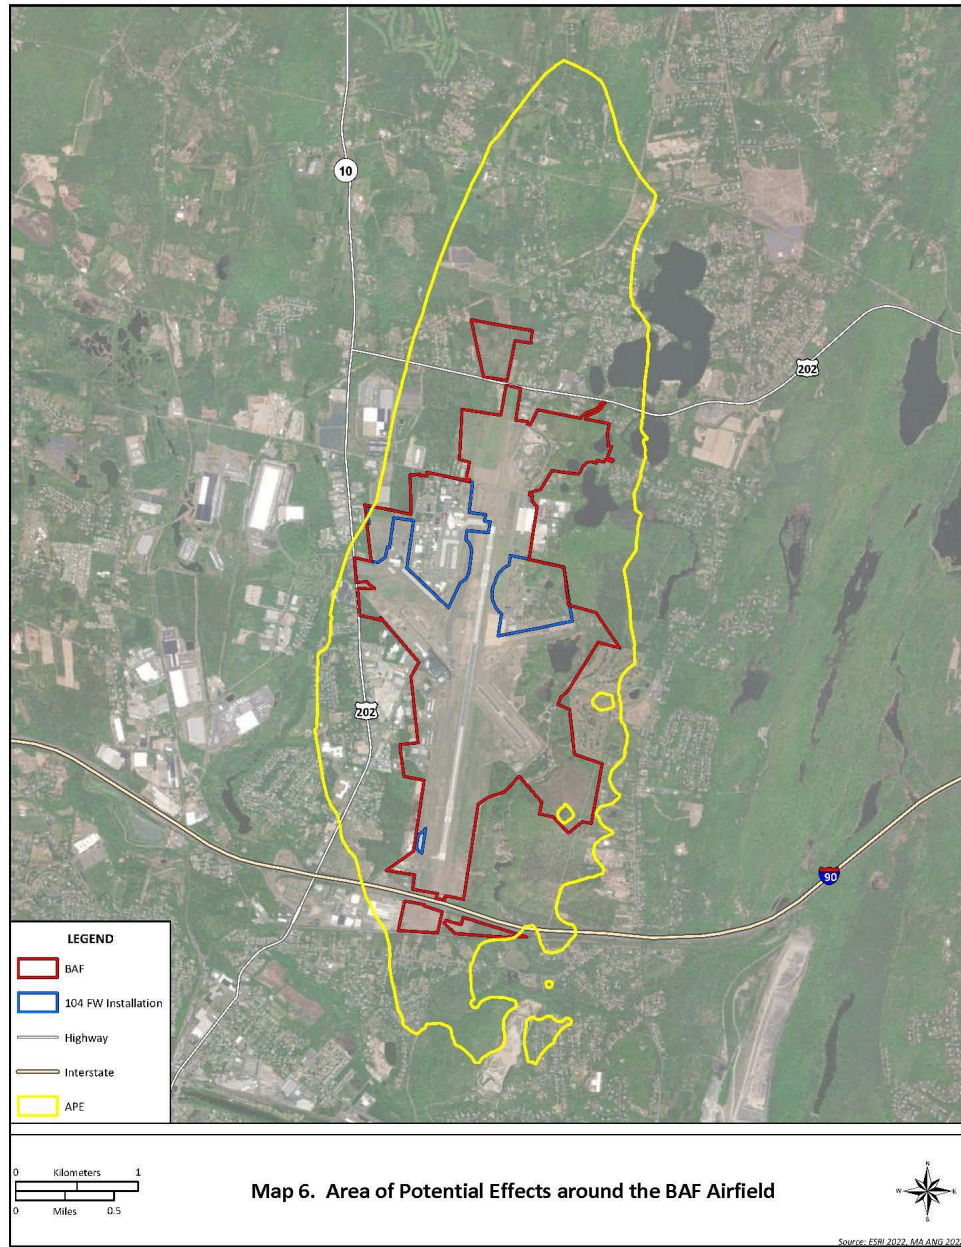 10
202
202
90
LEGEND
BAF
104 FW Installation
Highway
Interstate
APE
0 Kilometers 1
0 Miles 0.5
Map 6. Area of Potential Effects around the BAF Airfield
N
W E
S
Source: ESRI 2022, MA ANG 202